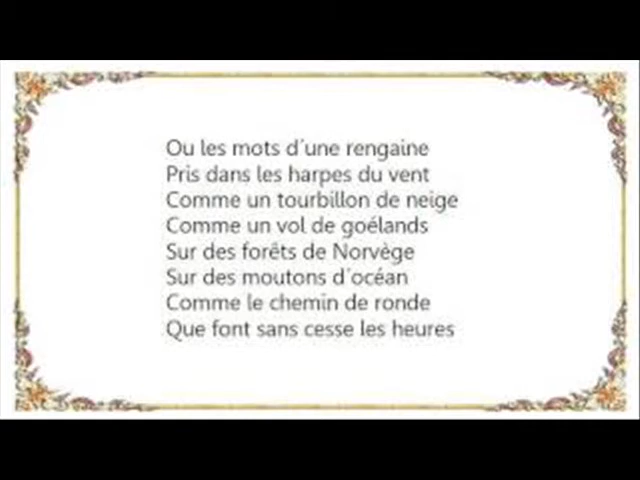 Ou les mots d´une rengaine
Pris dans les harpes du vent
Comme un tourbillon de neige
Comme un vol de goélands
Sur des forêts de Norvège
Sur des moutons d´océan
Comme le chemin de ronde
Que font sans cesse les heures